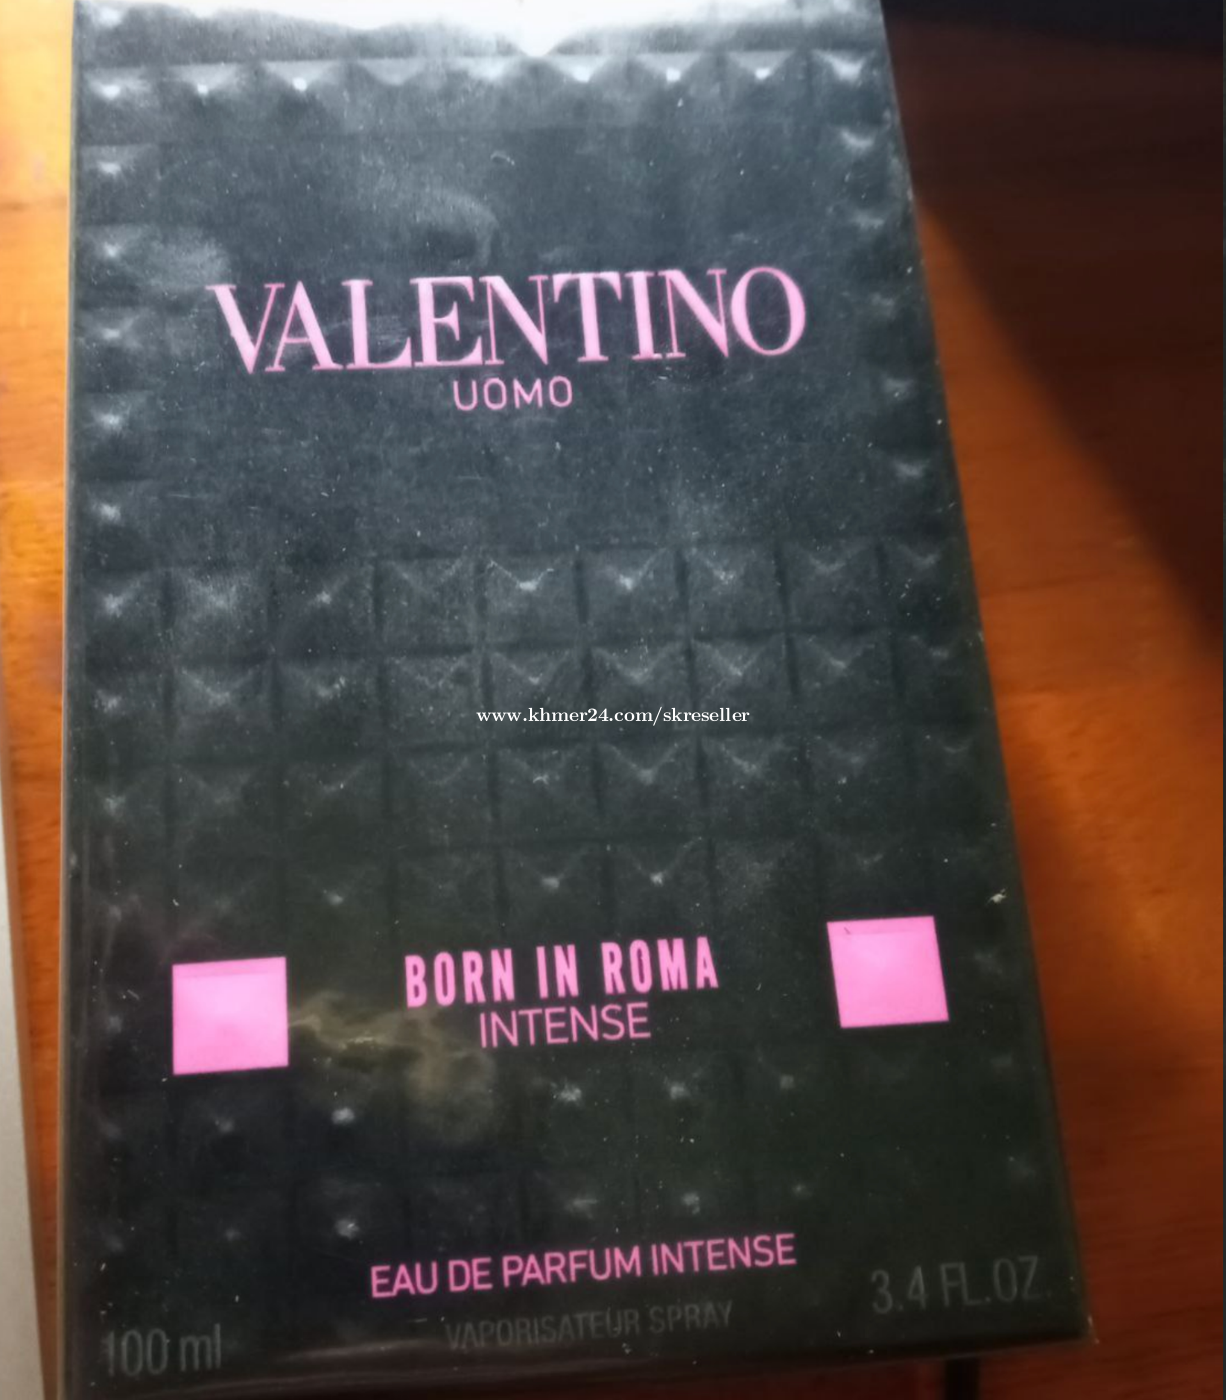 VALENTINO
UOMO
www.khmer24.com/skreseller
BORN IN ROMA
INTENSE
EAU DE PARFUM INTENSE
VAPORISATEUR SPRAY
100 ml
3.4 FL.OZ.